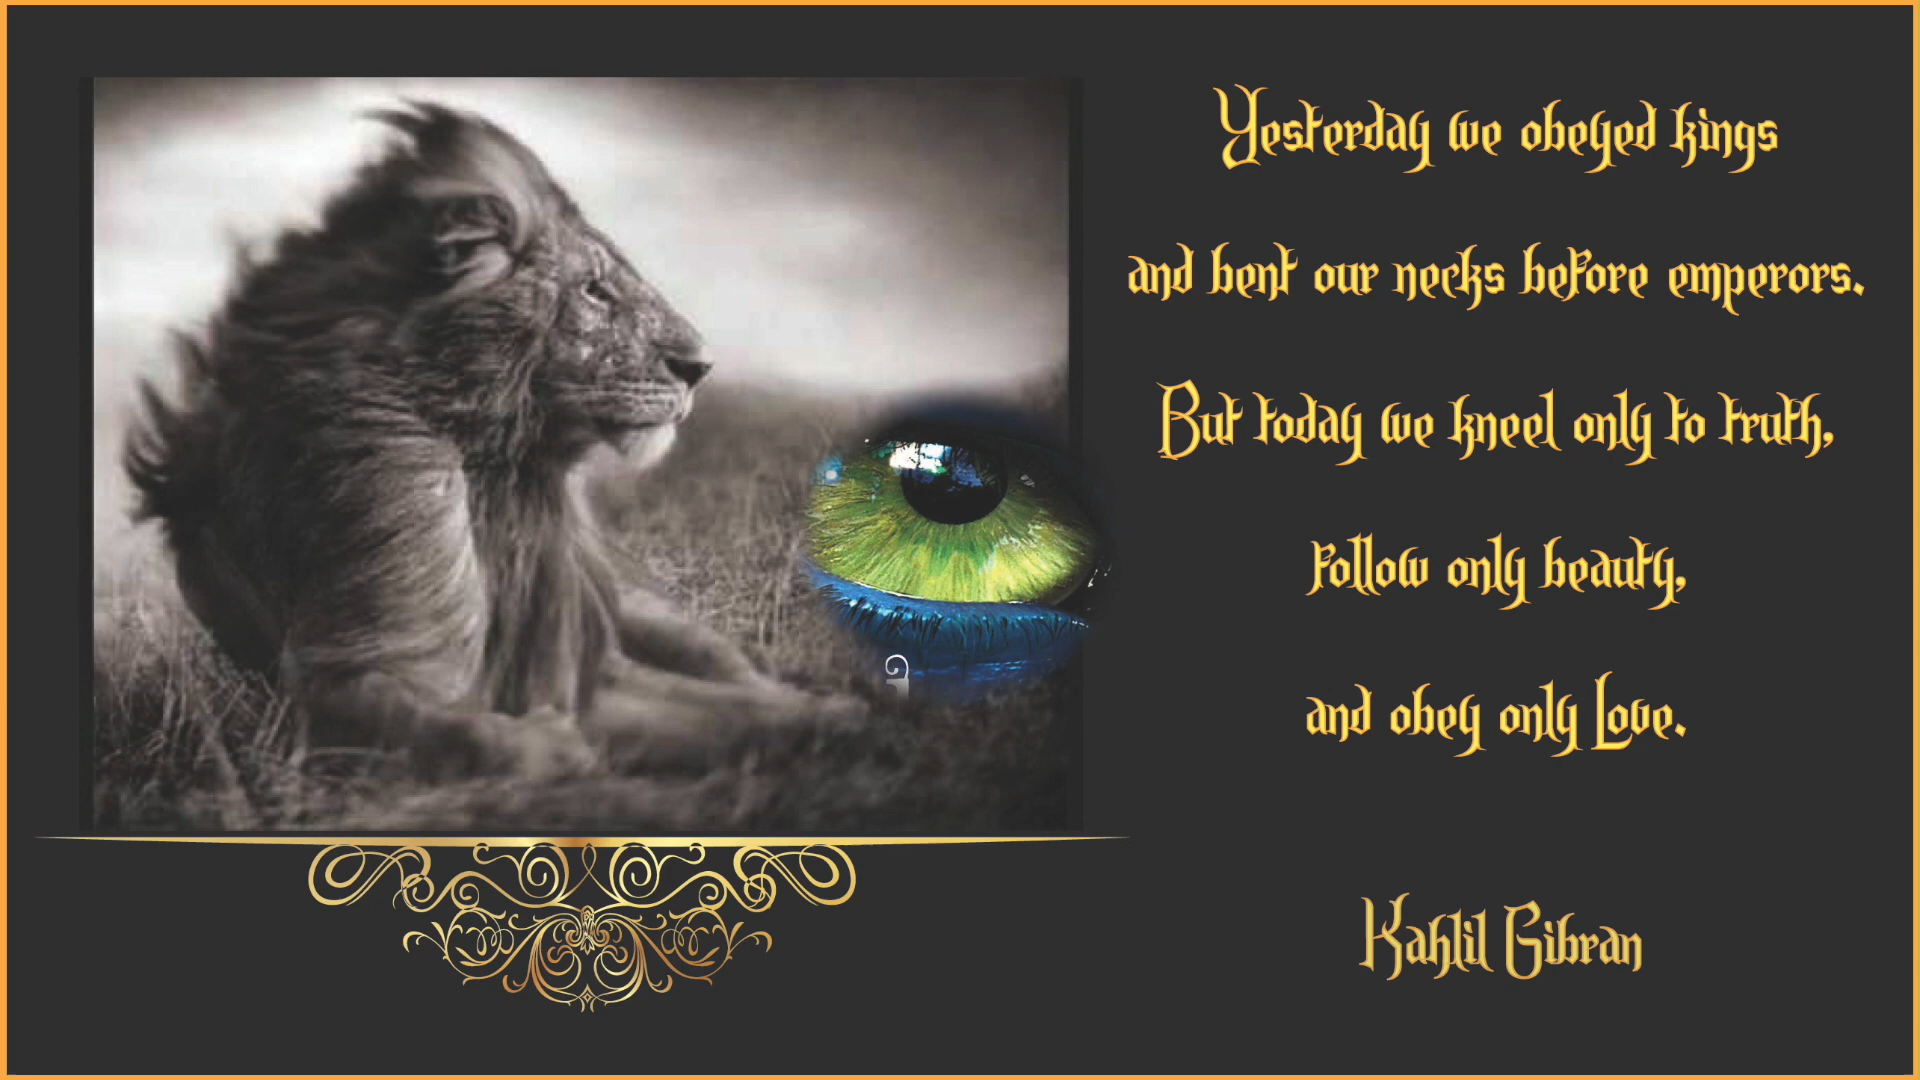 Yesterday we obeyed kings
and bent our necks before emperors.
But today we kneel only to truth,
follow only beauty,
and obey only Love.
Kahlil Gibran